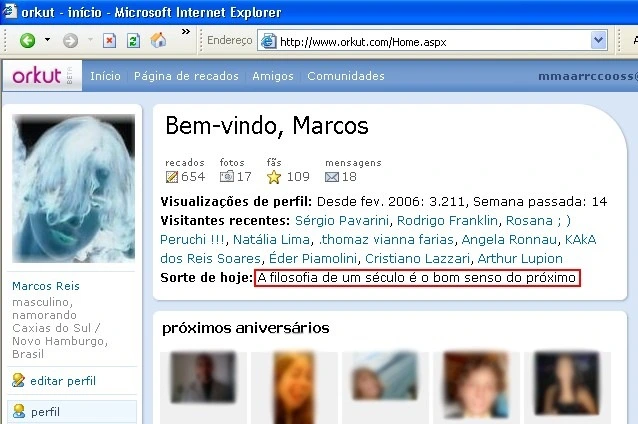 orkut - início - Microsoft Internet Explorer
Endereço http://www.orkut.com/Home.aspx
orkut BETA Início Página de recados Amigos Comunidades mmaarrccooss@
Bem-vindo, Marcos
recados fotos fãs mensagens
654 17 109 18
Visualizações de perfil: Desde fev. 2006: 3.211, Semana passada: 14
Visitantes recentes: Sérgio Pavarini, Rodrigo Franklin, Rosana ; )
Peruchi !!!, Natália Lima, .thomaz vianna farias, Angela Ronnau, KAkA
dos Reis Soares, Éder Piamolini, Cristiano Lazzari, Arthur Lupion
Sorte de hoje: A filosofia de um século é o bom senso do próximo
Marcos Reis
masculino,
namorando
Caxias do Sul /
Novo Hamburgo,
Brasil
editar perfil
perfil
próximos aniversários